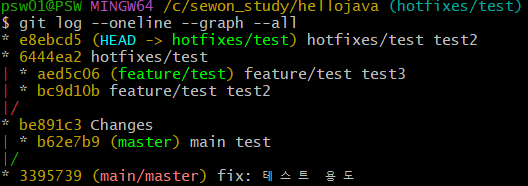 psw01@PSW MINGW64 /c/sewon_study/hellojava (hotfixes/test)
$ git log --oneline --graph --all
* e8ebcd5 (HEAD -> hotfixes/test) hotfixes/test test2
* 6444ea2 hotfixes/test
| * aed5c06 (feature/test) feature/test test3
| * bc9d10b feature/test test2
|/
* be891c3 Changes
| * b62e7b9 (master) main test
|/
* 3395739 (main/master) fix: 테스트 용도